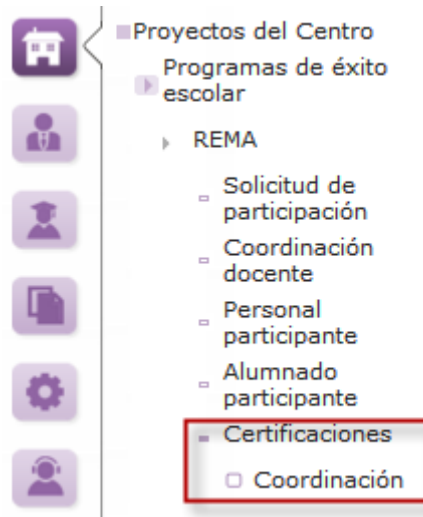 Proyectos del Centro
Programas de éxito
escolar
REMA
Solicitud de
participación
Coordinación
docente
Personal
participante
Alumnado
participante
Certificaciones
Coordinación